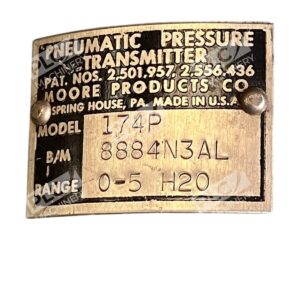 PNEUMATIC PRESSURE
TRANSMITTER
PAT. NOS. 2,501,957, 2,556,436
MOORE PRODUCTS CO
SPRING HOUSE, PA. MADE IN U.S.A.
MODEL 174P
B/M 8884N3AL
RANGE 0-5 H2O